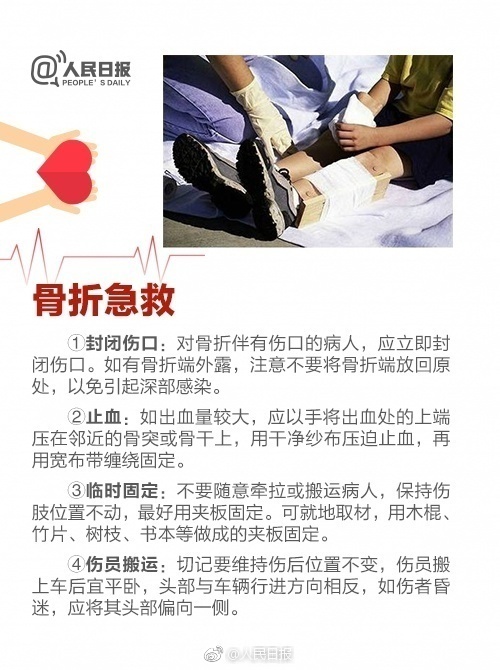 @人民日报
PEOPLE'S DAILY
骨折急救
①封闭伤口：对骨折伴有伤口的病人，应立即封
闭伤口。如有骨折端外露，注意不要将骨折端放回原
处，以免引起深部感染。
②止血：如出血量较大，应以手将出血处的上端
压在邻近的骨突或骨干上，用干净纱布压迫止血，再
用宽布带缠绕固定。
③临时固定：不要随意牵拉或搬运病人，保持伤
肢位置不动，最好用夹板固定。可就地取材，用木棍、
竹片、树枝、书本等做成的夹板固定。
④伤员搬运：切记要维持伤后位置不变，伤员搬
上车后宜平卧，头部与车辆行进方向相反，如伤者昏
迷，应将其头部偏向一侧。
@人民日报